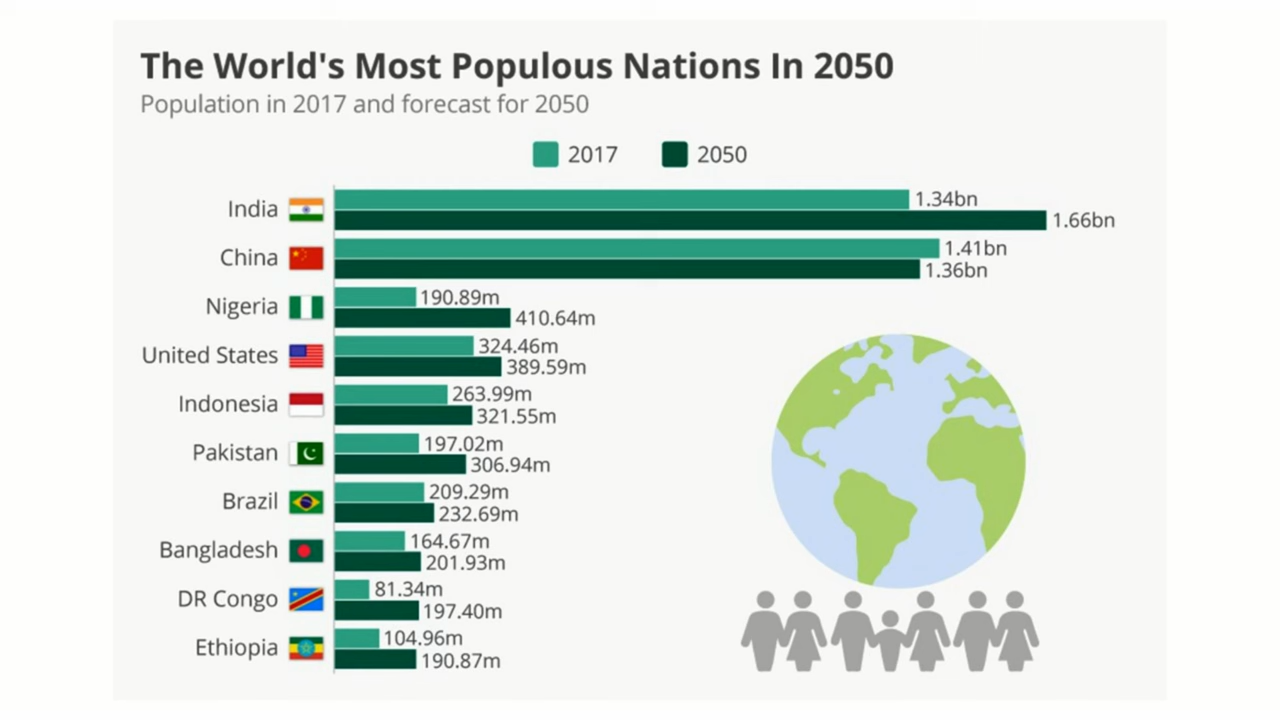 The World's Most Populous Nations In 2050
Population in 2017 and forecast for 2050
2017 2050
India 1.34bn
1.66bn
China 1.41bn
1.36bn
Nigeria 190.89m
410.64m
United States 324.46m
389.59m
Indonesia 263.99m
321.55m
Pakistan 197.02m
306.94m
Brazil 209.29m
232.69m
Bangladesh 164.67m
201.93m
DR Congo 81.34m
197.40m
Ethiopia 104.96m
190.87m